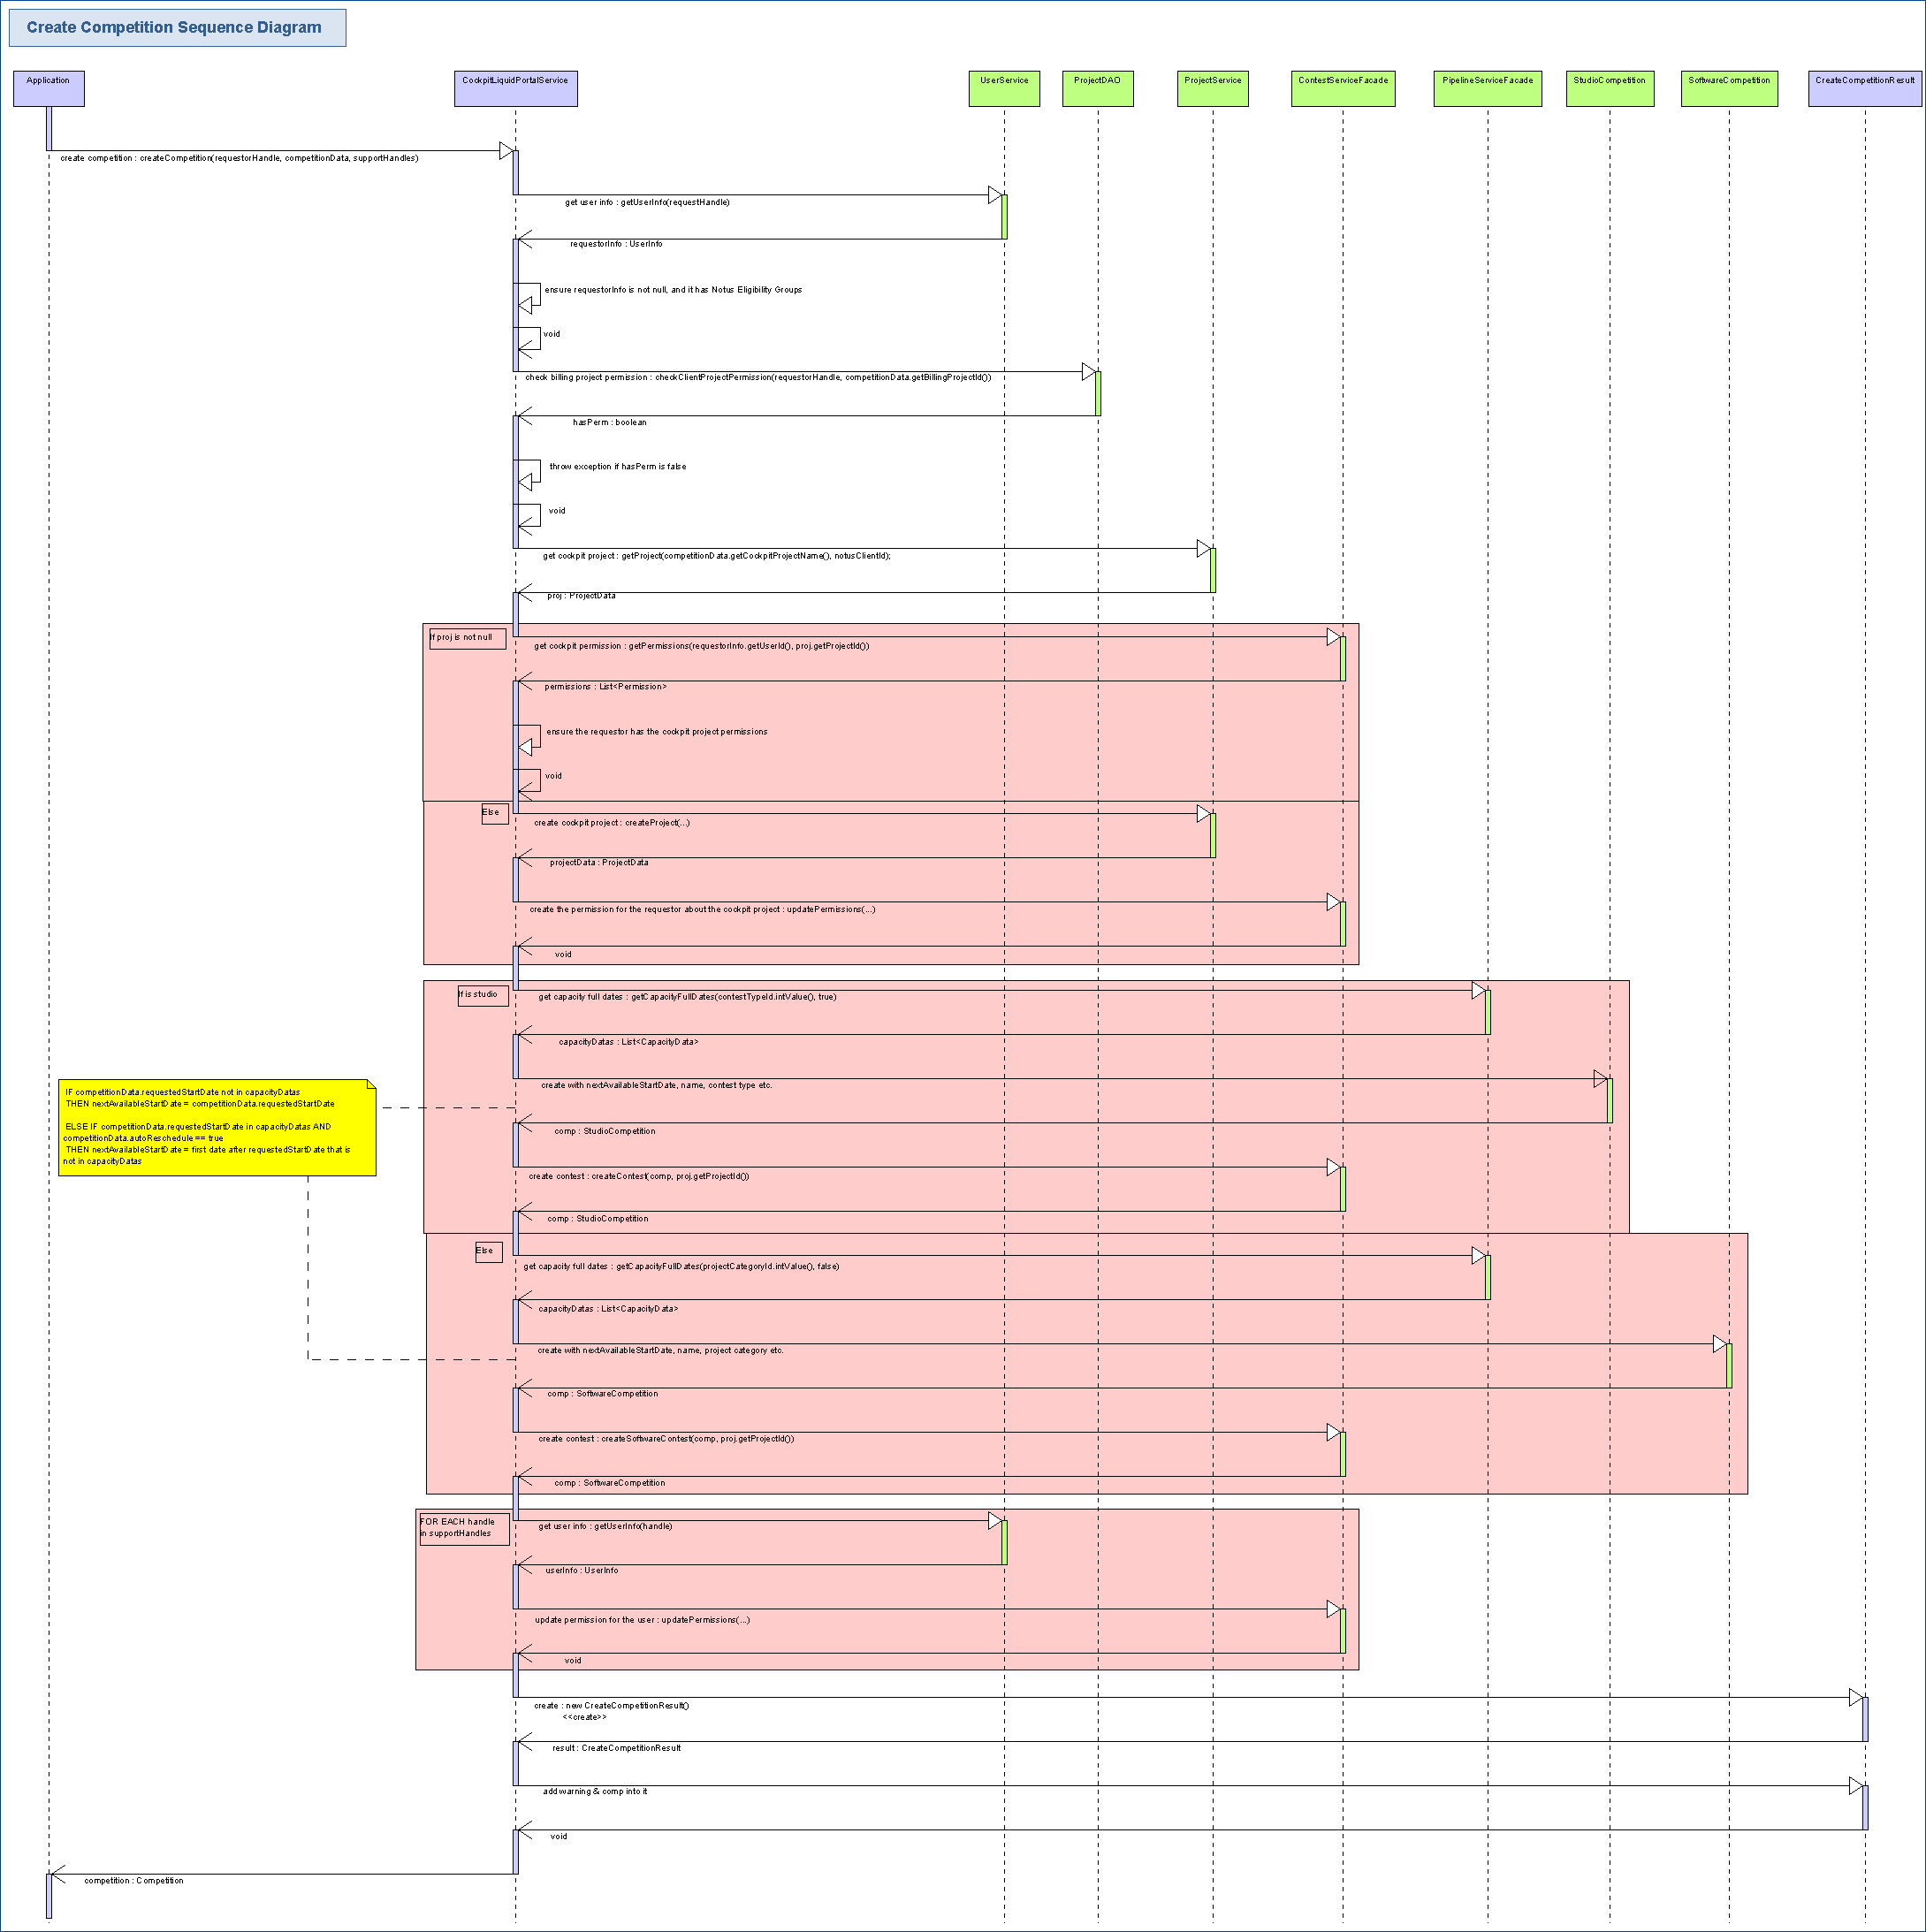 Create Competition Sequence Diagram
Application
CockpitLiquidPortalService
UserService
ProjectDAO
ProjectService
ContestServiceFacade
PipelineServiceFacade
StudioCompetition
SoftwareCompetition
CreateCompetitionResult
create competition : createCompetition(requestorHandle, competitionData, supportHandles)
get user info : getUserInfo(requestHandle)
requestorInfo : UserInfo
ensure requestorInfo is not null, and it has Notus Eligibility Groups
void
check billing project permission : checkClientProjectPermission(requestorHandle, competitionData.getBillingProjectId())
hasPerm : boolean
throw exception if hasPerm is false
void
get cockpit project : getProject(competitionData.getCockpitProjectName(), notusClientId);
proj : ProjectData
If proj is not null
get cockpit permission : getPermissions(requestorInfo.getUserId(), proj.getProjectId())
permissions : List<Permission>
ensure the requestor has the cockpit project permissions
void
Else
create cockpit project : createProject(...)
projectData : ProjectData
create the permission for the requestor about the cockpit project : updatePermissions(...)
void
If is studio
get capacity full dates : getCapacityFullDates(contestTypeId.intValue(), true)
capacityDatas : List<CapacityData>
create with nextAvailableStartDate, name, contest type etc.
IF competitionData.requestedStartDate not in capacityDatas
THEN nextAvailableStartDate = competitionData.requestedStartDate
ELSE IF competitionData.requestedStartDate in capacityDatas AND
competitionData.autoReschedule == true
THEN nextAvailableStartDate = first date after requestedStartDate that is
not in capacityDatas
comp : StudioCompetition
create contest : createContest(comp, proj.getProjectId())
comp : StudioCompetition
Else
get capacity full dates : getCapacityFullDates(projectCategoryId.intValue(), false)
capacityDatas : List<CapacityData>
create with nextAvailableStartDate, name, project category etc.
comp : SoftwareCompetition
create contest : createSoftwareContest(comp, proj.getProjectId())
comp : SoftwareCompetition
FOR EACH handle
in supportHandles
get user info : getUserInfo(handle)
userInfo : UserInfo
update permission for the user : updatePermissions(...)
void
create : new CreateCompetitionResult()
<<create>>
result : CreateCompetitionResult
add warning & comp into it
void
competition : Competition